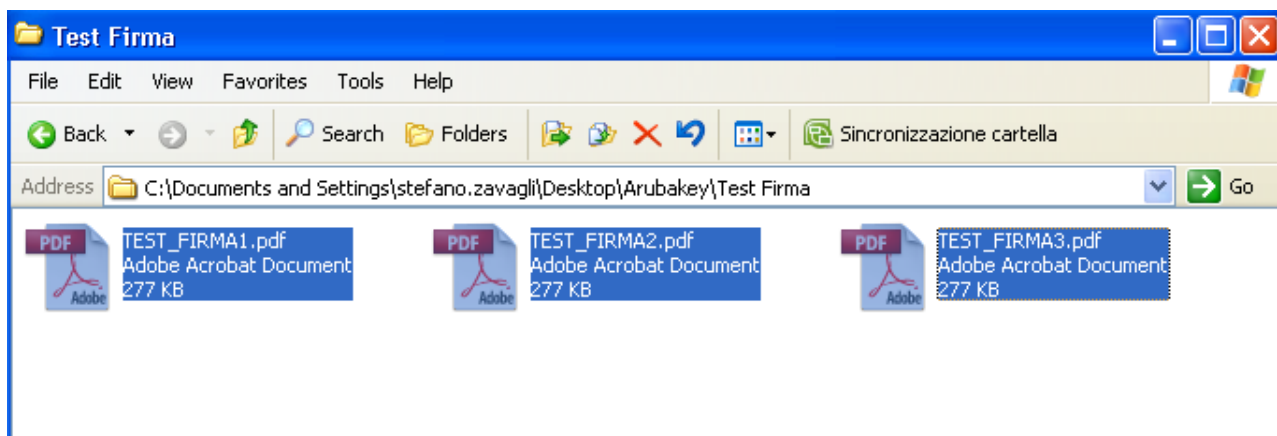 Test Firma
File Edit View Favorites Tools Help
Back Search Folders Sincronizzazione cartella
Address C:\Documents and Settings\stefano.zavagli\Desktop\Arubakey\Test Firma Go
PDF TEST_FIRMA1.pdf PDF TEST_FIRMA2.pdf PDF TEST_FIRMA3.pdf
Adobe Acrobat Document Adobe Acrobat Document Adobe Acrobat Document
Adobe 277 KB Adobe 277 KB Adobe 277 KB